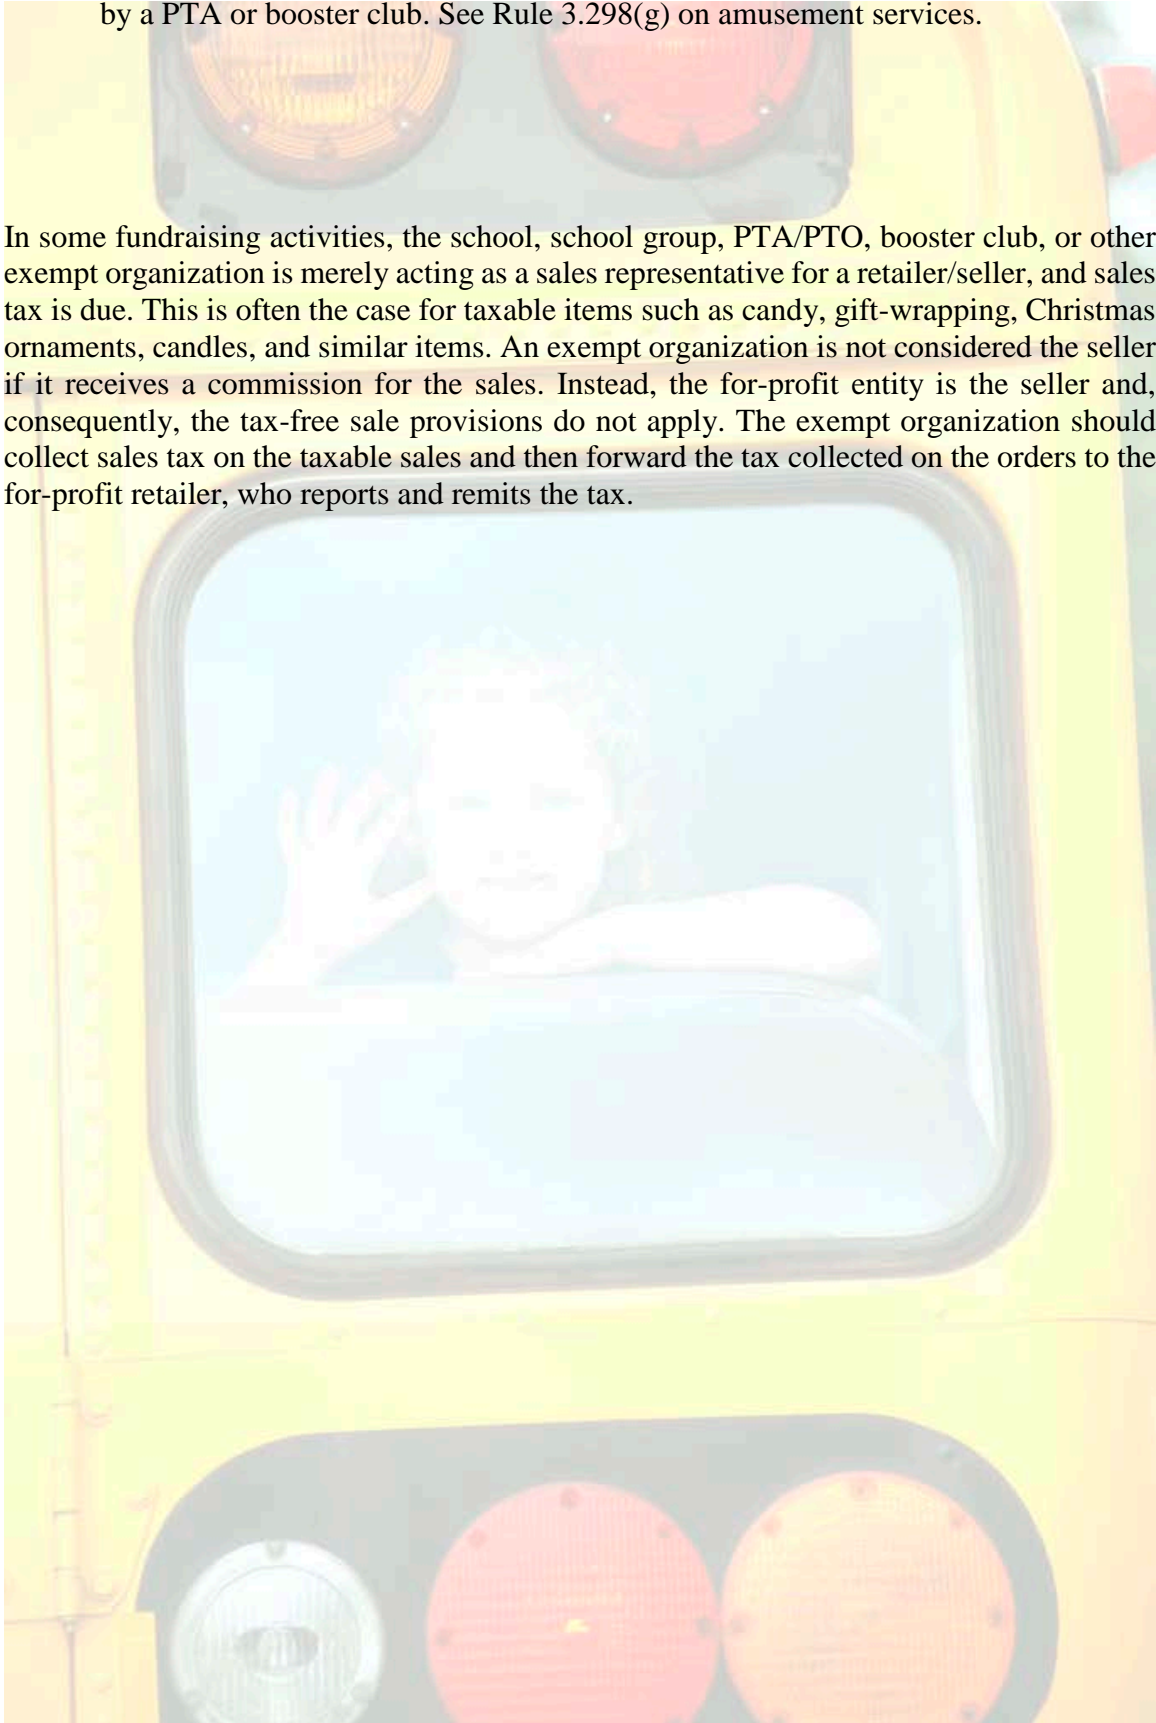 by a PTA or booster club. See Rule 3.298(g) on amusement services.
In some fundraising activities, the school, school group, PTA/PTO, booster club, or other
exempt organization is merely acting as a sales representative for a retailer/seller, and sales
tax is due. This is often the case for taxable items such as candy, gift-wrapping, Christmas
ornaments, candles, and similar items. An exempt organization is not considered the seller
if it receives a commission for the sales. Instead, the for-profit entity is the seller and,
consequently, the tax-free sale provisions do not apply. The exempt organization should
collect sales tax on the taxable sales and then forward the tax collected on the orders to the
for-profit retailer, who reports and remits the tax.